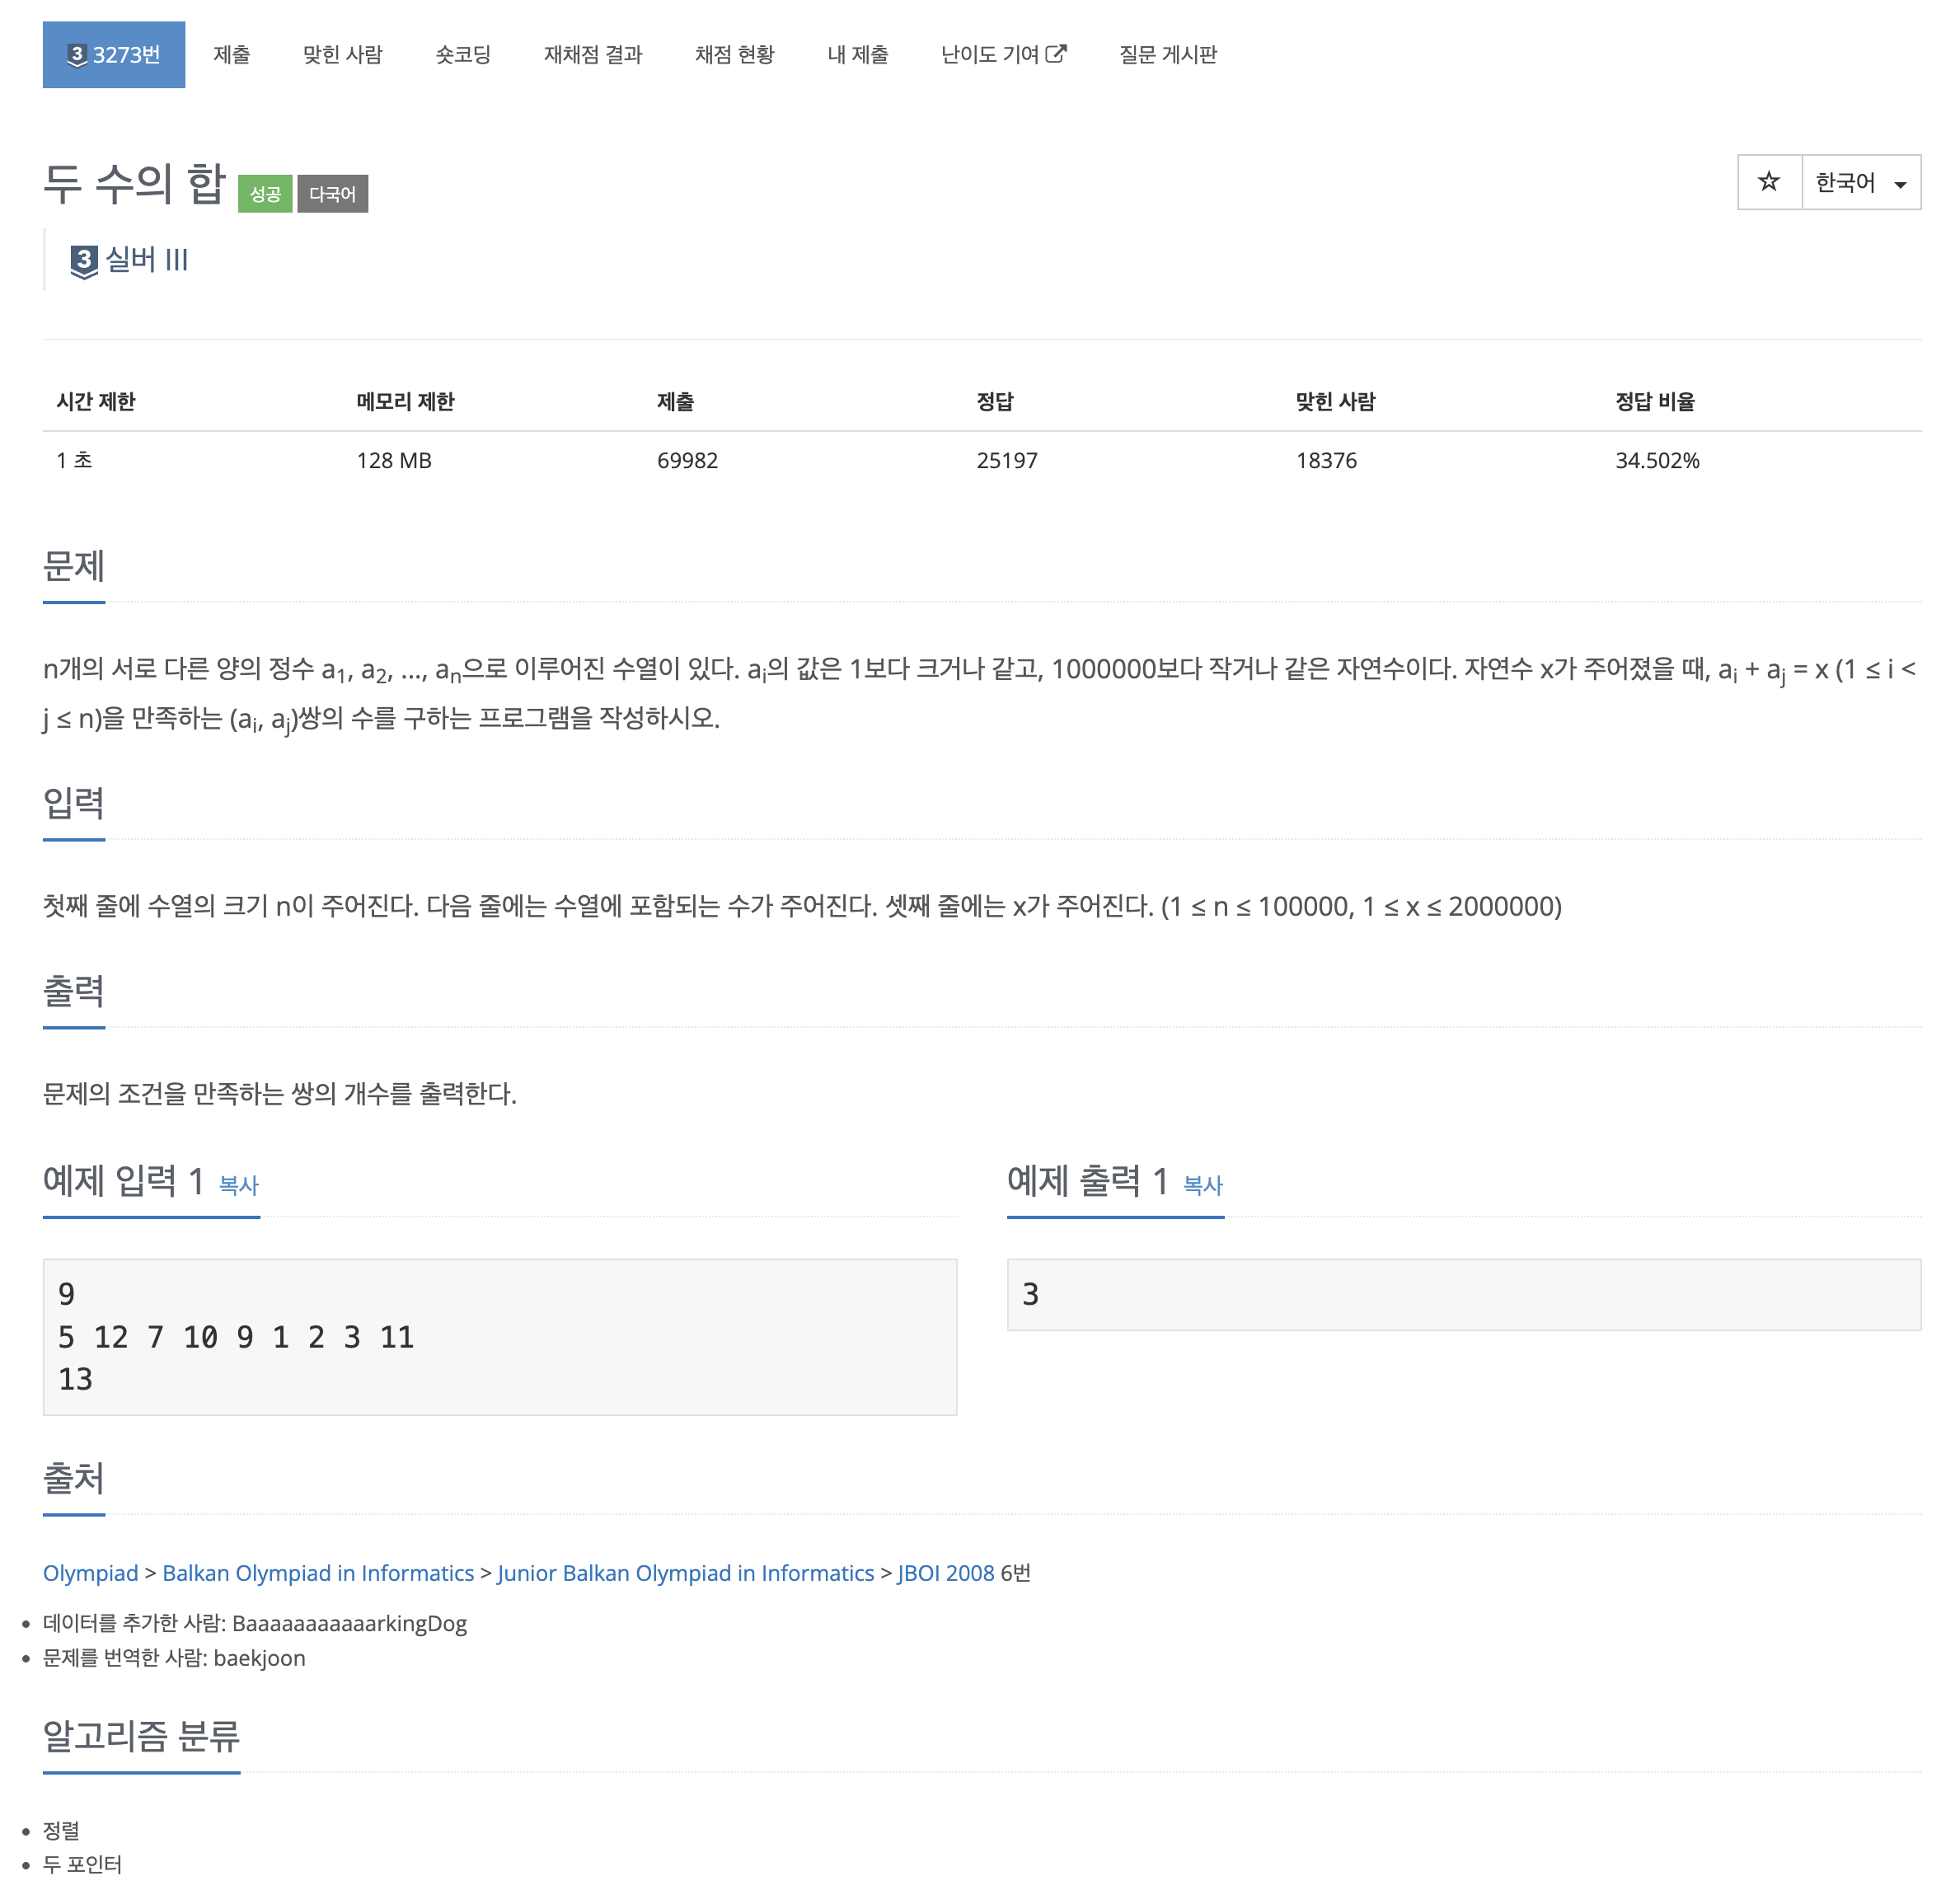 3 3273번 제출 맞힌 사람 숏코딩 재채점 결과 채점 현황 내 제출 난이도 기여 질문 게시판
두 수의 합 성공 다국어 한국어
3 실버 III
시간 제한 메모리 제한 제출 정답 맞힌 사람 정답 비율
1 초 128 MB 69982 25197 18376 34.502%
문제
n개의 서로 다른 양의 정수 a1, a2, ..., an으로 이루어진 수열이 있다. ai의 값은 1보다 크거나 같고, 1000000보다 작거나 같은 자연수이다. 자연수 x가 주어졌을 때, ai + aj = x (1 ≤ i <
j ≤ n)을 만족하는 (ai, aj)쌍의 수를 구하는 프로그램을 작성하시오.
입력
첫째 줄에 수열의 크기 n이 주어진다. 다음 줄에는 수열에 포함되는 수가 주어진다. 셋째 줄에는 x가 주어진다. (1 ≤ n ≤ 100000, 1 ≤ x ≤ 2000000)
출력
문제의 조건을 만족하는 쌍의 개수를 출력한다.
예제 입력 1 복사
9
5 12 7 10 9 1 2 3 11
13
예제 출력 1 복사
3
출처
Olympiad > Balkan Olympiad in Informatics > Junior Balkan Olympiad in Informatics > JBOI 2008 6번
데이터를 추가한 사람: BaaaaaaaaaaarkingDog
문제를 번역한 사람: baekjoon
알고리즘 분류
정렬
두 포인터